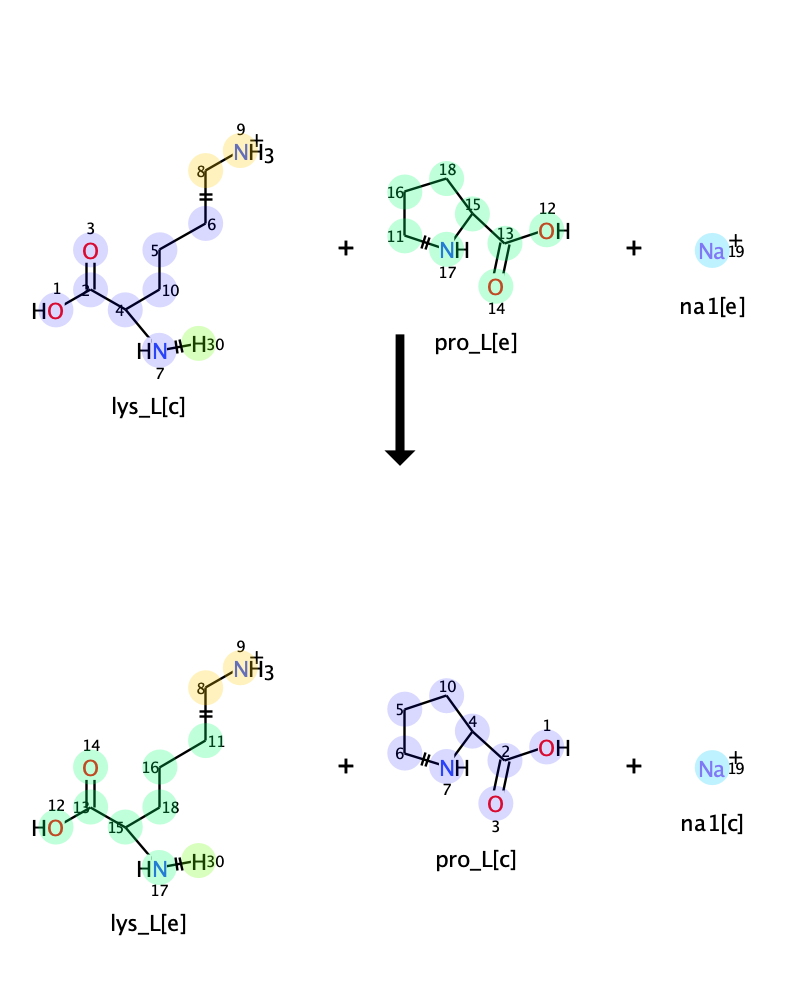 9
NH3+
8
3
O
6
5
1
HO
2
4
10
HN
H30
7
lys_L[c]
+
18
16
15
12
OH
13
11
NH
17
O
14
pro_L[e]
+
Na+
19
na1[e]
9
NH3+
8
14
O
11
16
12
HO
13
15
18
HN
H30
17
lys_L[e]
+
10
5
4
1
OH
2
6
NH
7
O
3
pro_L[c]
+
Na+
19
na1[c]